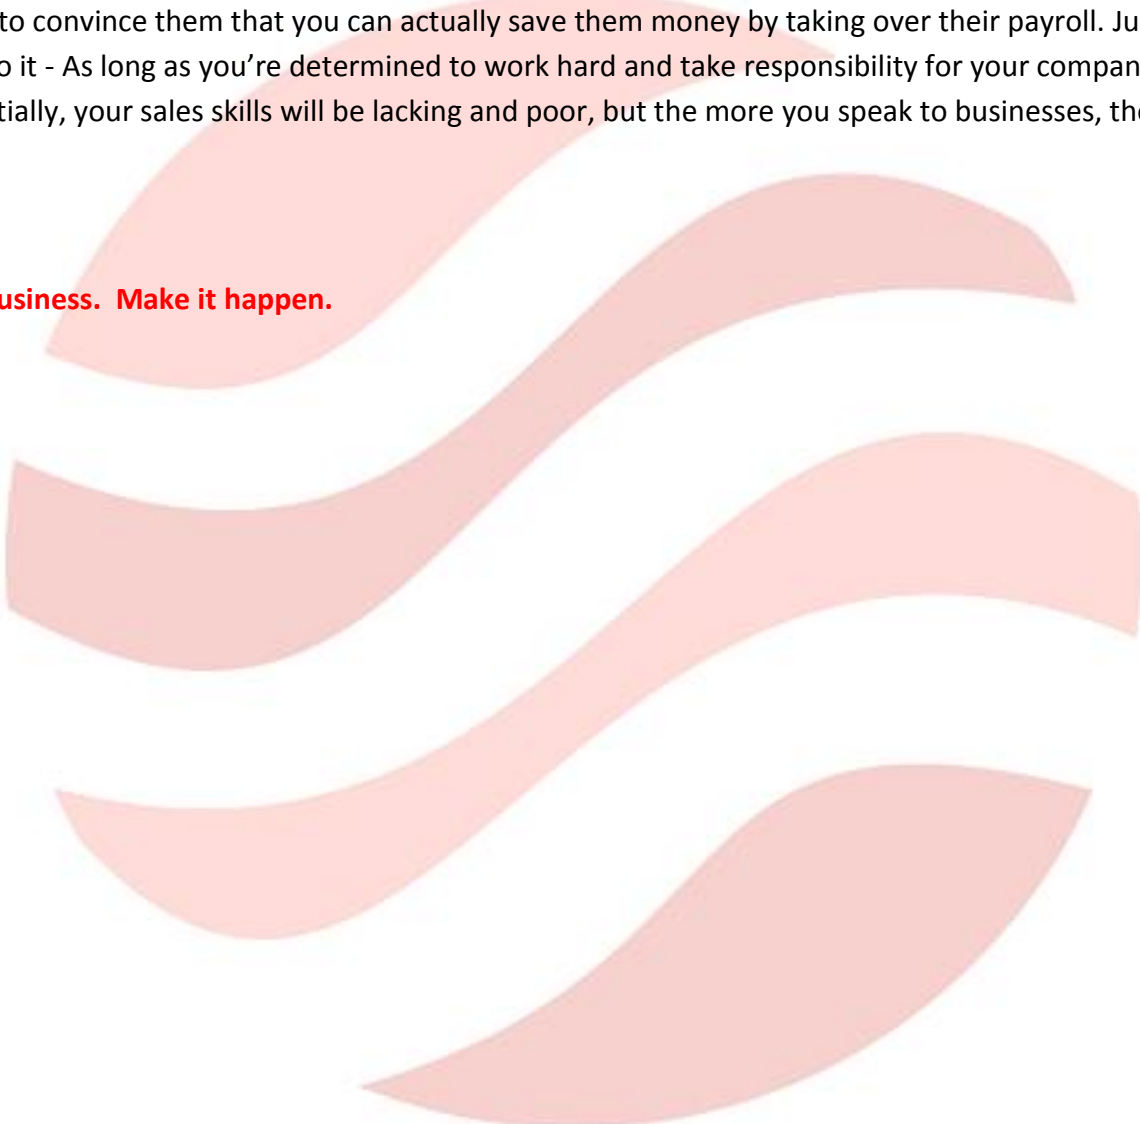 to convince them that you can actually save them money by taking over their payroll. Ju
o it - As long as you're determined to work hard and take responsibility for your compan
tially, your sales skills will be lacking and poor, but the more you speak to businesses, the
usiness.  Make it happen.